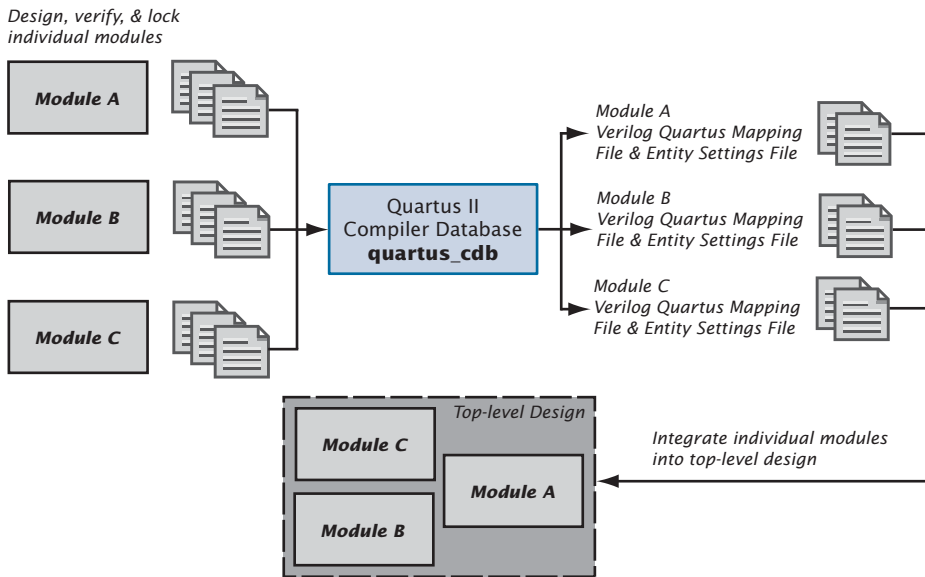 Design, verify, & lock
individual modules
Module A
Module B
Module C
Quartus II
Compiler Database
quartus_cdb
Module A
Verilog Quartus Mapping
File & Entity Settings File
Module B
Verilog Quartus Mapping
File & Entity Settings File
Module C
Verilog Quartus Mapping
File & Entity Settings File
Top-level Design
Module C
Module A
Module B
Integrate individual modules
into top-level design